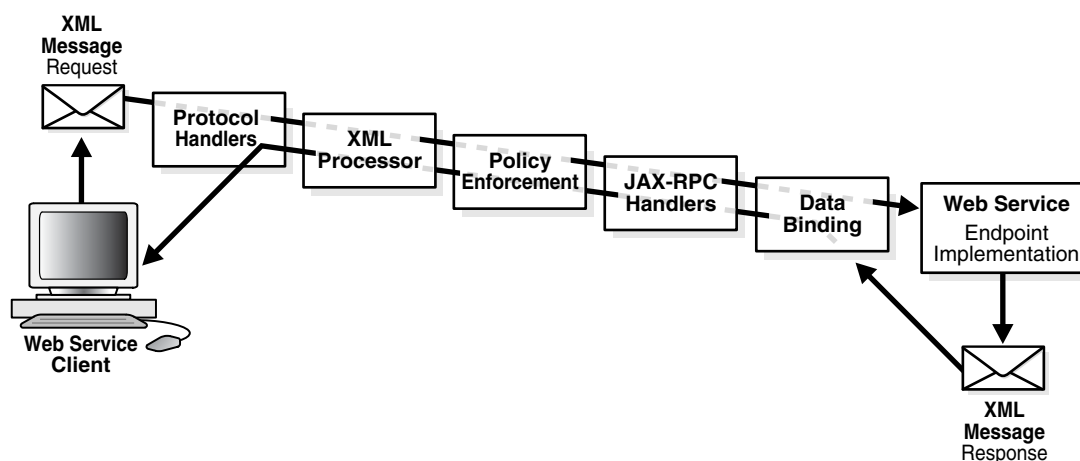 XML
Message
Request
Protocol
Handlers
XML
Processor
Policy
Enforcement
JAX-RPC
Handlers
Data
Binding
Web Service
Endpoint
Implementation
Web Service
Client
XML
Message
Response